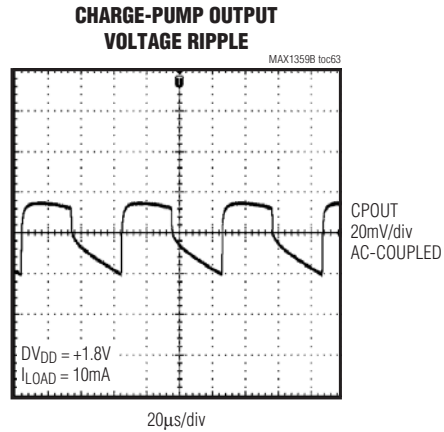 CHARGE-PUMP OUTPUT
VOLTAGE RIPPLE
MAX1359B toc63
T
CPOUT
20mV/div
AC-COUPLED
DVDD = +1.8V
ILOAD = 10mA
20µs/div